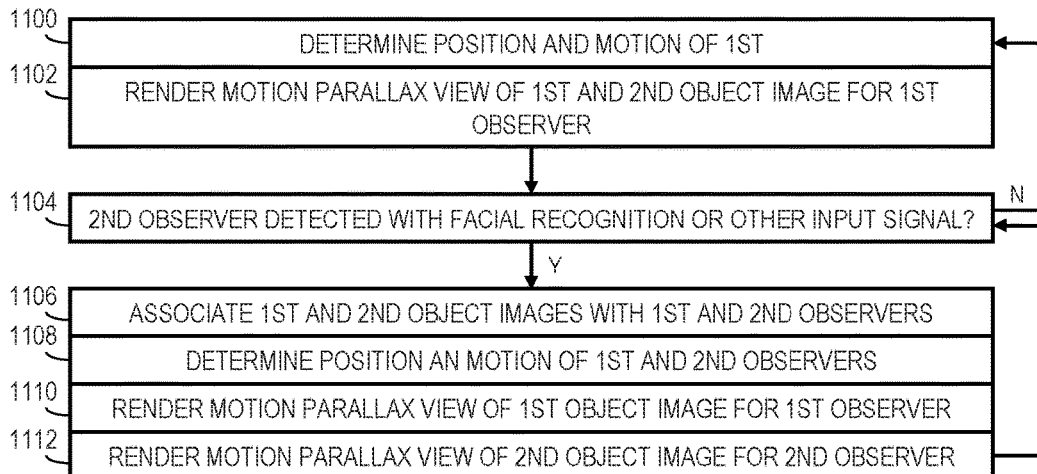 1100
DETERMINE POSITION AND MOTION OF 1ST
1102
RENDER MOTION PARALLAX VIEW OF 1ST AND 2ND OBJECT IMAGE FOR 1ST
OBSERVER
1104
2ND OBSERVER DETECTED WITH FACIAL RECOGNITION OR OTHER INPUT SIGNAL?
N
Y
1106
ASSOCIATE 1ST AND 2ND OBJECT IMAGES WITH 1ST AND 2ND OBSERVERS
1108
DETERMINE POSITION AN MOTION OF 1ST AND 2ND OBSERVERS
1110
RENDER MOTION PARALLAX VIEW OF 1ST OBJECT IMAGE FOR 1ST OBSERVER
1112
RENDER MOTION PARALLAX VIEW OF 2ND OBJECT IMAGE FOR 2ND OBSERVER